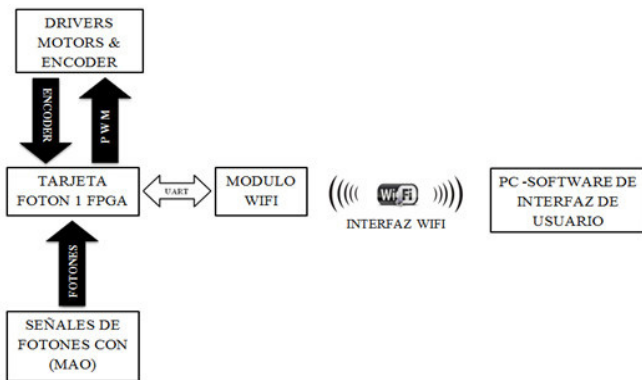 DRIVERS
MOTORS &
ENCODER
ENCODER
PWM
TARJETA
FOTON 1 FPGA
UART
MODULO
WIFI
Wi Fi
INTERFAZ WIFI
PC -SOFTWARE DE
INTERFAZ DE
USUARIO
FOTONES
SEÑALES DE
FOTONES CON
(MAO)